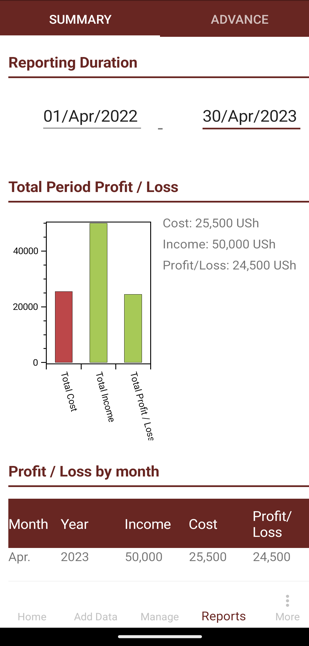 SUMMARY ADVANCE
Reporting Duration
01/Apr/2022 - 30/Apr/2023
Total Period Profit / Loss
Cost: 25,500 USh
Income: 50,000 USh
Profit/Loss: 24,500 USh
40000
20000
0
Total Cost
Total Income
Total Profit / Loss
Profit / Loss by month
Month Year Income Cost Profit/
Loss
Apr. 2023 50,000 25,500 24,500
Home Add Data Manage Reports More